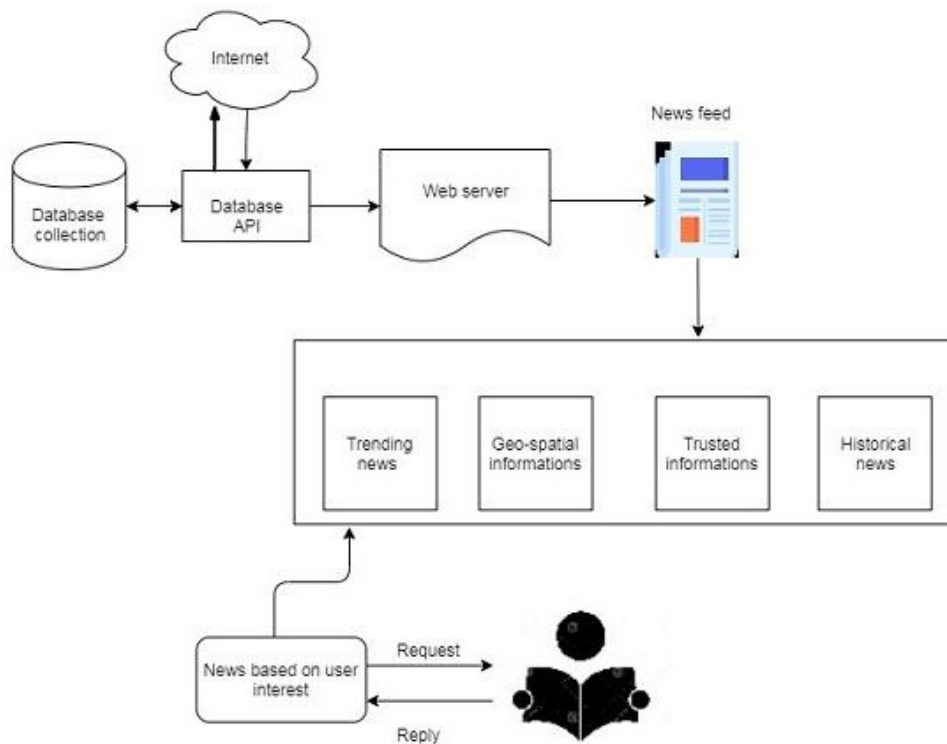 Internet
News feed
Database
collection
Database
API
Web server
Trending
news
Geo-spatial
informations
Trusted
informations
Historical
news
News based on user
interest
Request
Reply